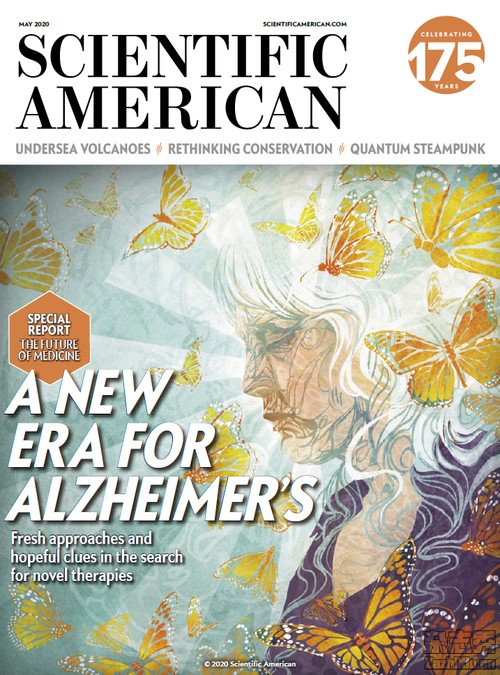 MAY 2020
SCIENTIFICAMERICAN.COM
SCIENTIFIC
AMERICAN
CELEBRATING
175
YEARS
UNDERSEA VOLCANOES // RETHINKING CONSERVATION // QUANTUM STEAMPUNK
SPECIAL
REPORT
THE FUTURE
OF MEDICINE
A NEW
ERA FOR
ALZHEIMER'S
Fresh approaches and
hopeful clues in the search
for novel therapies
© 2020 Scientific American